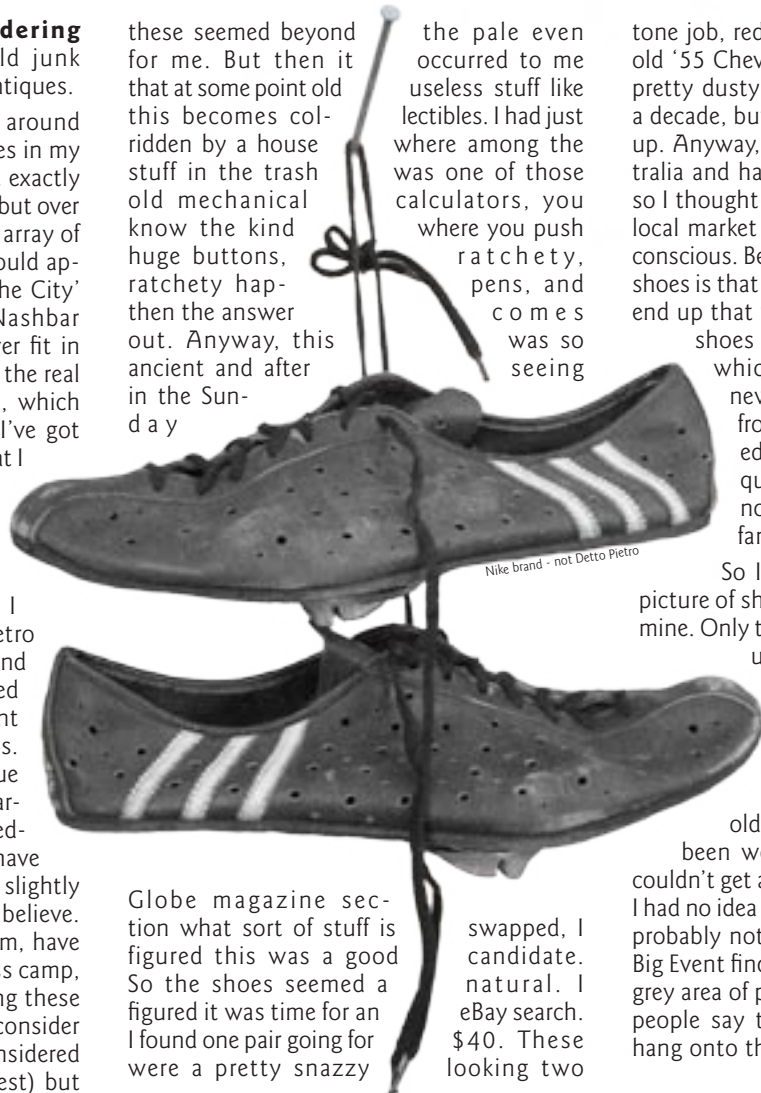 dering
ld junk
tiques.
around
es in my
exactly
but over
array of
ould ap-
he City'
Nashbar
er fit in
the real
, which
I've got
at I
I
etro
nd
ed
nt
s.
ue
ar-
ed-
have
slightly
believe.
m, have
ss camp,
ng these
consider
nsidered
est) but
these seemed beyond the pale even
for me. But then it occurred to me
that at some point old useless stuff like
this becomes col- lectibles. I had just
ridden by a house where among the
stuff in the trash was one of those
old mechanical calculators, you
know the kind where you push
huge buttons, ratchety,
ratchety hap- pens, and
then the answer comes
out. Anyway, this was so
ancient and after seeing
in the Sun-
day
Nike brand - not Detto Pietro
Globe magazine sec-
tion what sort of stuff is swapped, I
figured this was a good candidate.
So the shoes seemed a natural. I
figured it was time for an eBay search.
I found one pair going for $40. These
were a pretty snazzy looking two
tone job, red
old '55 Chev
pretty dusty
a decade, bu
up. Anyway,
tralia and ha
so I thought
local market
conscious. Be
shoes is that
end up that
shoes
whic
nev
fro
ed
qu
no
far
So I
picture of sh
mine. Only t
u
old
been we
couldn't get a
I had no idea
probably not
Big Event find
grey area of p
people say t
hang onto th